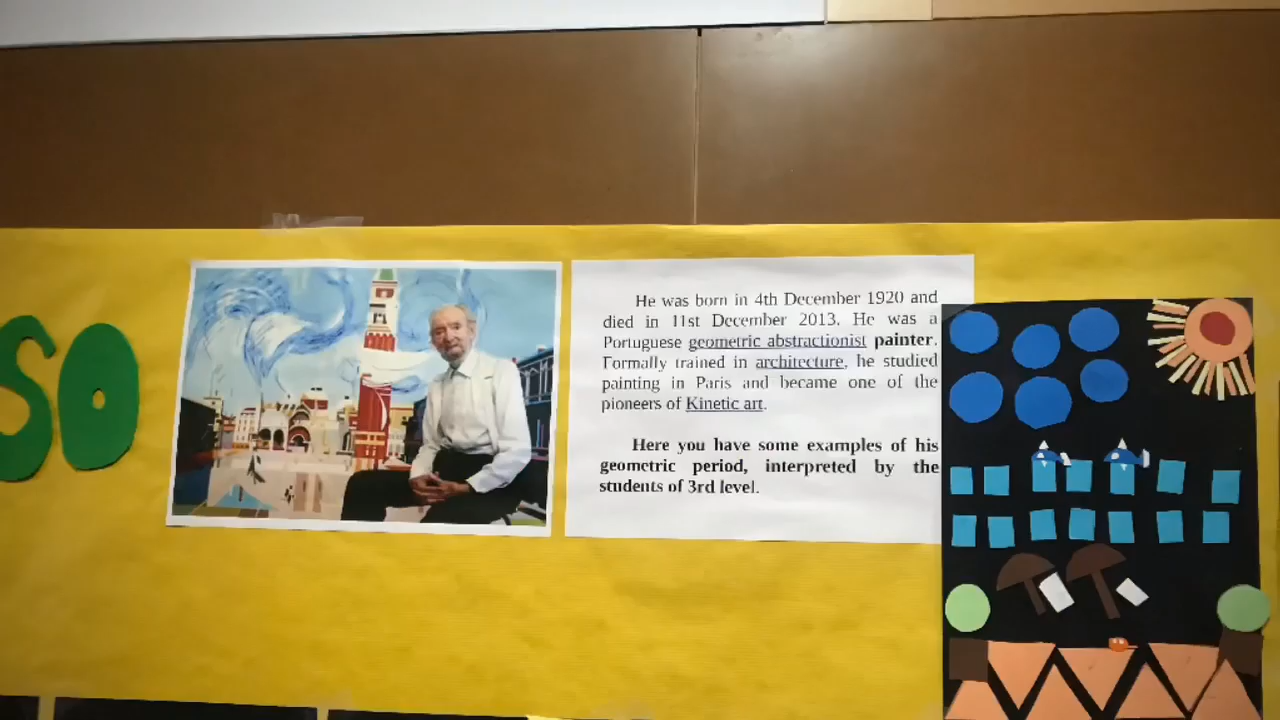 SO
He was born in 4th December 1920 and
died in 11st December 2013. He was a
Portuguese geometric abstractionist painter.
Formally trained in architecture, he studied
painting in Paris and became one of the
pioneers of Kinetic art.
Here you have some examples of his
geometric period, interpreted by the
students of 3rd level.